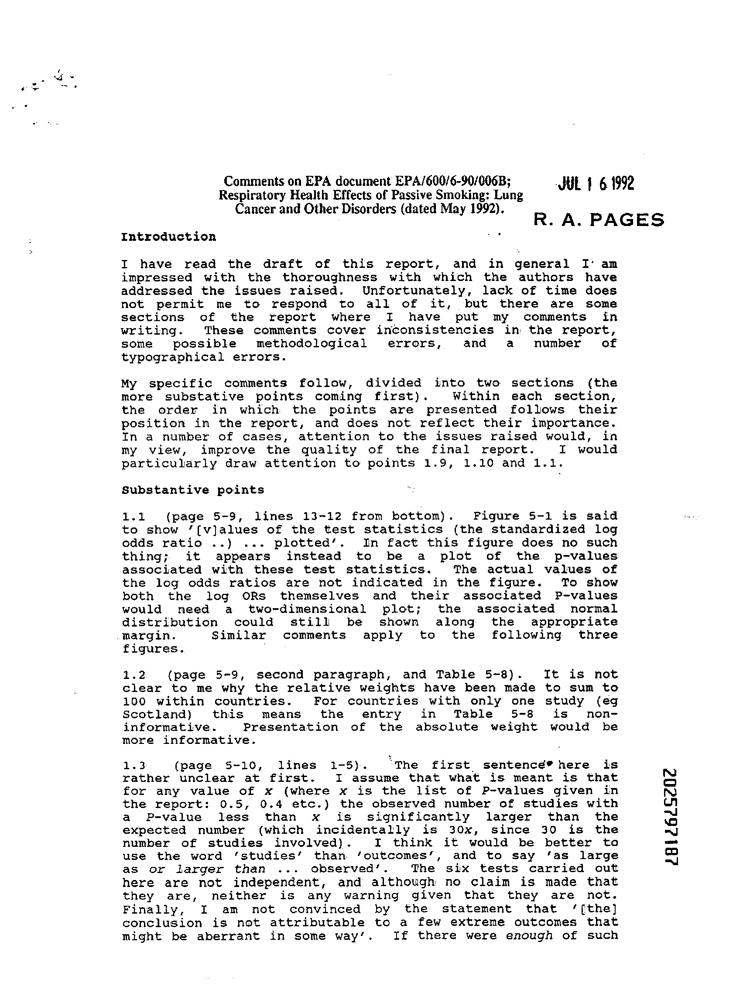 Comments on EPA document EPA/600/6-90/006B;
Respiratory Health Effects of Passive Smoking: Lung
Cancer and Other Disorders (dated May 1992).
JUL 16 1992
R. A. PAGES
Introduction
I have read the draft of this report, and in general I am
impressed with the thoroughness with which the authors have
addressed the issues raised. Unfortunately, lack of time does
not permit me to respond to all of it, but there are some
sections of the report where I have put my comments in
writing. These comments cover inconsistencies in the report,
some possible methodological errors, and a number of
typographical errors.
My specific comments follow, divided into two sections (the
more substative points coming first). Within each section,
the order in which the points are presented follows their
position in the report, and does not reflect their importance.
In a number of cases, attention to the issues raised would, in
my view, improve the quality of the final report. I would
particularly draw attention to points 1.9, 1.10 and 1.1.
Substantive points
1.1 (page 5-9, lines 13-12 from bottom). Figure 5-1 is said
to show '[v]alues of the test statistics (the standardized log
odds ratio ..) ... plotted'. In fact this figure does no such
thing; it appears instead to be a plot of the p-values
associated with these test statistics. The actual values of
the log odds ratios are not indicated in the figure. To show
both the log ORs themselves and their associated P-values
would need a two-dimensional plot; the associated normal
distribution could still be shown along the appropriate
margin. Similar comments apply to the following three
figures.
1.2 (page 5-9, second paragraph, and Table 5-8). It is not
clear to me why the relative weights have been made to sum to
100 within countries. For countries with only one study (eg
Scotland) this means the entry in Table 5-8 is non-
informative. Presentation of the absolute weight would be
more informative.
1.3 (page 5-10, lines 1-5). The first sentence here is
rather unclear at first. I assume that what is meant is that
for any value of x (where x is the list of P-values given in
the report: 0.5, 0.4 etc.) the observed number of studies with
a P-value less than x is significantly larger than the
expected number (which incidentally is 30x, since 30 is the
number of studies involved). I think it would be better to
use the word 'studies' than 'outcomes', and to say 'as large
as or larger than ... observed'. The six tests carried out
here are not independent, and although no claim is made that
they are, neither is any warning given that they are not.
Finally, I am not convinced by the statement that '[the]
conclusion is not attributable to a few extreme outcomes that
might be aberrant in some way'. If there were enough of such
2025797187